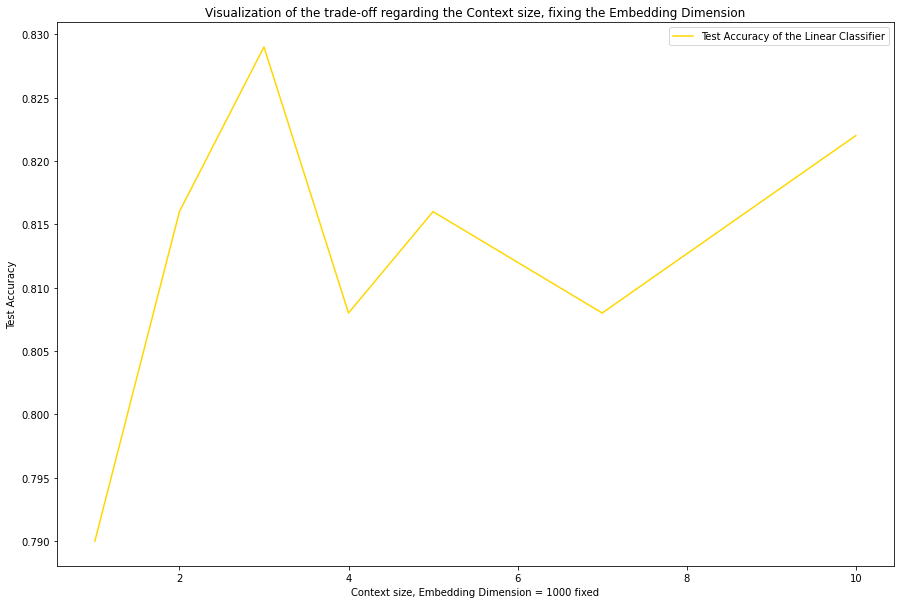 Visualization of the trade-off regarding the Context size, fixing the Embedding Dimension
Test Accuracy of the Linear Classifier
0.830
0.825
0.820
0.815
0.810
0.805
0.800
0.795
0.790
Test Accuracy
2 4 6 8 10
Context size, Embedding Dimension = 1000 fixed